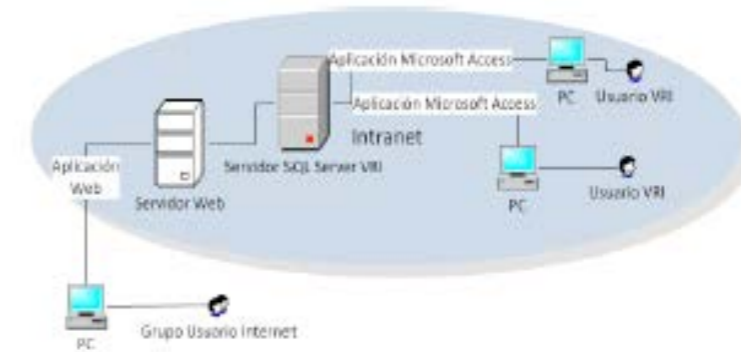 Aplicación Microsoft Access
PC
Usuario VRI
Aplicación Microsoft Access
Intranet
Servidor SQL Server VRI
Aplicación
Web
Servidor Web
PC
Usuario VRI
PC
Grupo Usuario Internet